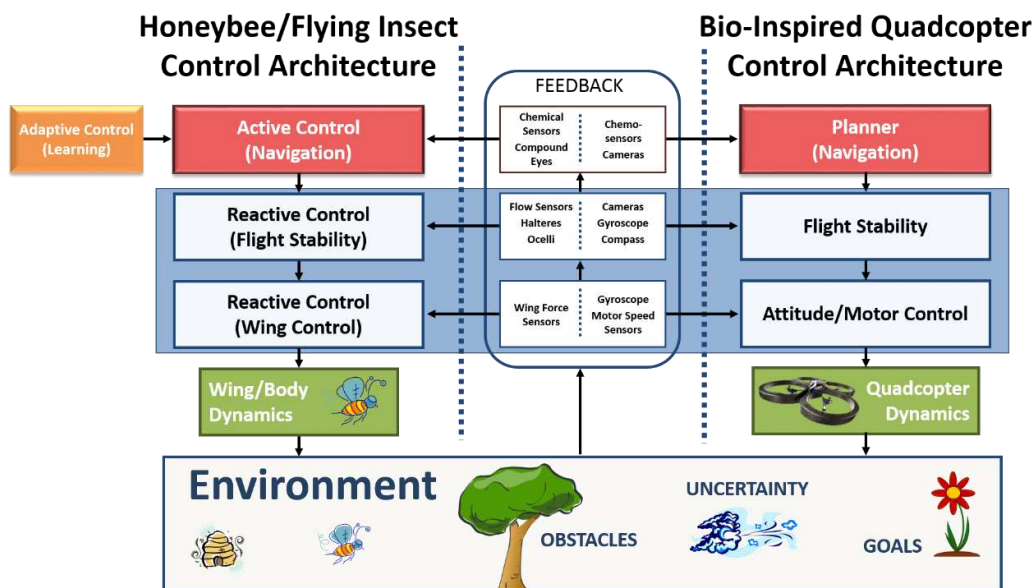 Honeybee/Flying Insect
Control Architecture
Bio-Inspired Quadcopter
Control Architecture
FEEDBACK
Adaptive Control
(Learning)
Active Control
(Navigation)
Chemical
Sensors
Compound
Eyes
Chemo-
sensors
Cameras
Planner
(Navigation)
Reactive Control
(Flight Stability)
Flow Sensors
Halteres
Ocelli
Cameras
Gyroscope
Compass
Flight Stability
Reactive Control
(Wing Control)
Wing Force
Sensors
Gyroscope
Motor Speed
Sensors
Attitude/Motor Control
Wing/Body
Dynamics
Quadcopter
Dynamics
Environment
OBSTACLES
UNCERTAINTY
GOALS